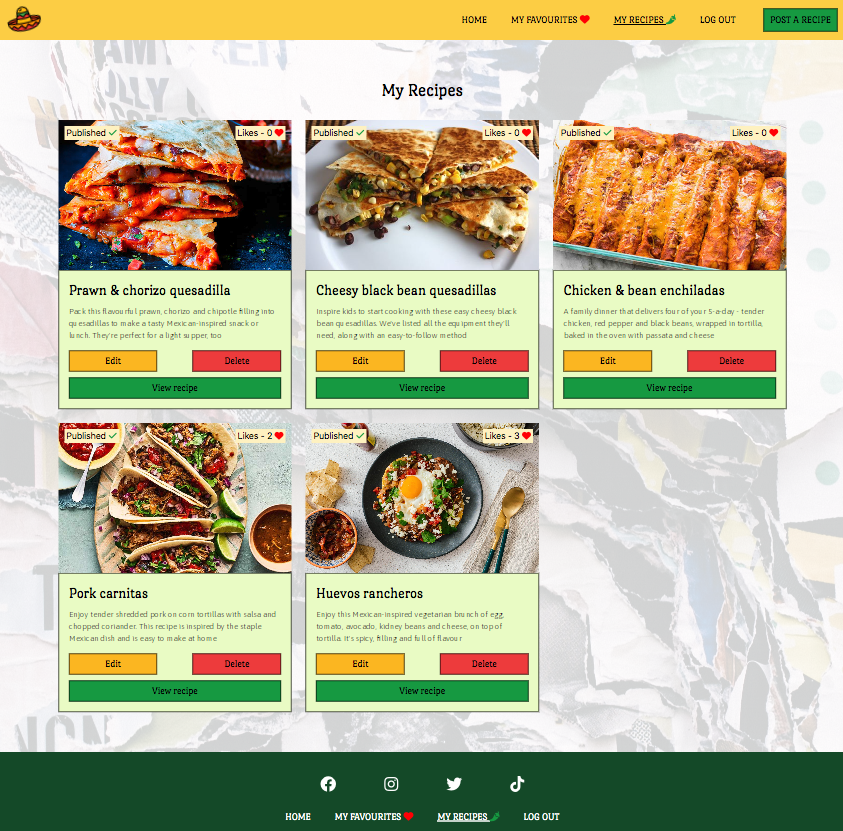 HOME MY FAVOURITES MY RECIPES LOG OUT POST A RECIPE
My Recipes
Published Likes - 0 Published Likes - 0 Published Likes - 0
Prawn & chorizo quesadilla
Pack this flavourful prawn, chorizo and chipotle filling into
quesadillas to make a tasty Mexican-inspired snack or
lunch. They're perfect for a light supper, too
Edit Delete
View recipe
Cheesy black bean quesadillas
Inspire kids to start cooking with these easy cheesy black
bean quesadillas. We've listed all the equipment they'll
need, along with an easy-to-follow method
Edit Delete
View recipe
Chicken & bean enchiladas
A family dinner that delivers four of your 5-a-day - tender
chicken, red pepper and black beans, wrapped in tortilla,
baked in the oven with passata and cheese
Edit Delete
View recipe
Published Likes - 2 Published Likes - 3
Pork carnitas
Enjoy tender shredded pork on corn tortillas with salsa and
chopped coriander. This recipe is inspired by the staple
Mexican dish and is easy to make at home
Edit Delete
View recipe
Huevos rancheros
Enjoy this Mexican-inspired vegetarian brunch of egg,
tomato, avocado, kidney beans and cheese, on top of
tortilla. It's spicy, filling and full of flavour
Edit Delete
View recipe
HOME MY FAVOURITES MY RECIPES LOG OUT